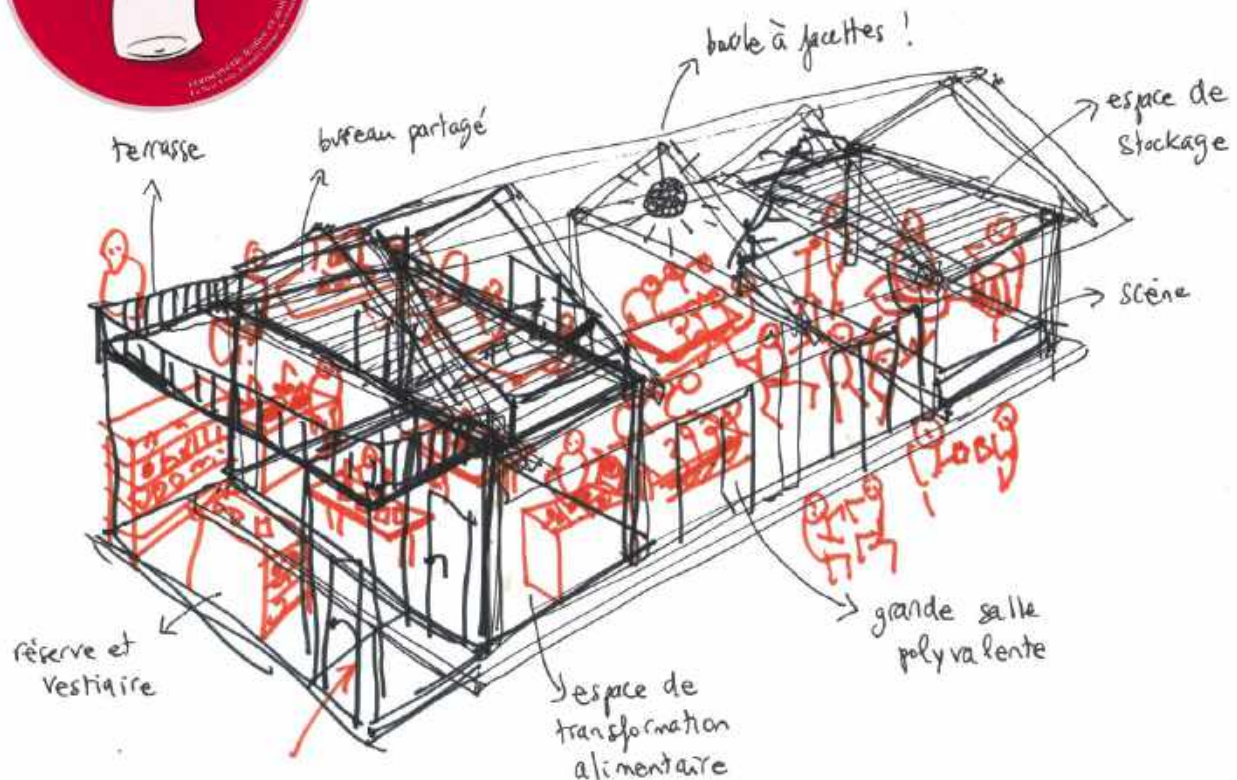 boule à facettes !
terrasse
bureau partagé
espace de
stockage
scène
grande salle
polyvalente
réserve et
vestiaire
espace de
transformation
alimentaire